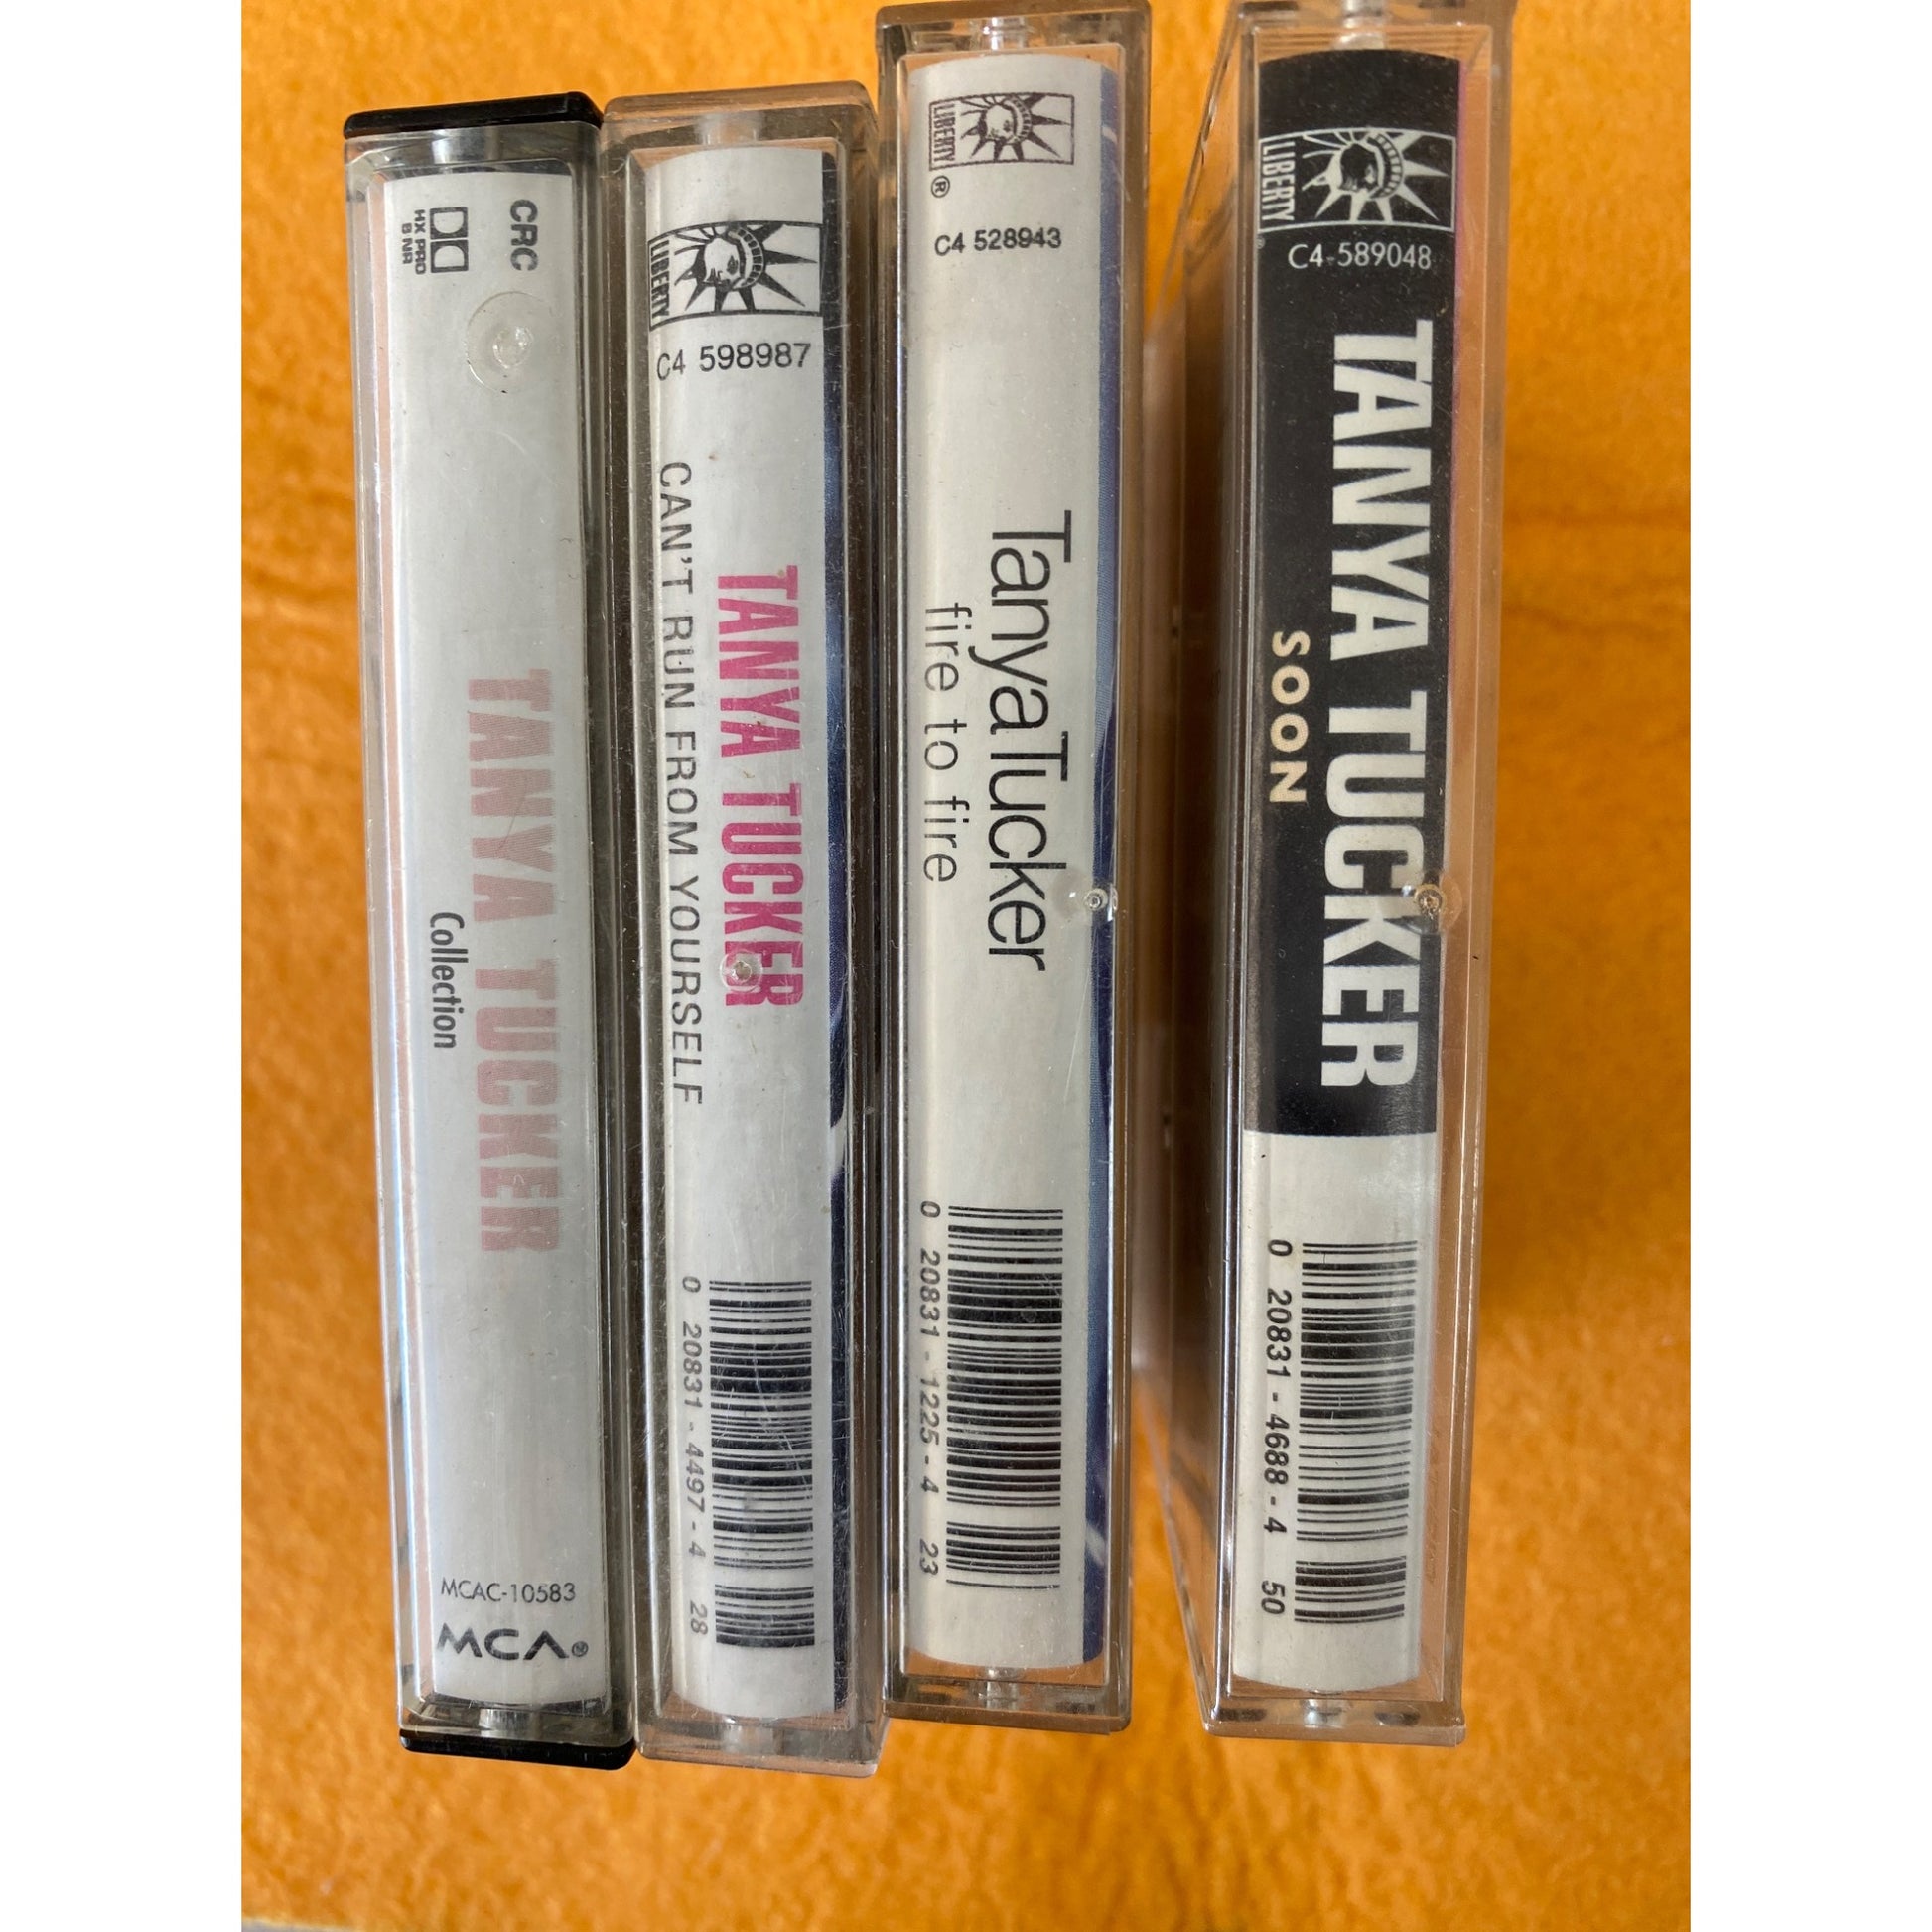 CRC
HX PRO
B NR
TANYA TUCKER
Collection
MCAC-10583
MCA®
LIBERTY
C4 598987
TANYA TUCKER
CAN'T RUN FROM YOURSELF
0 20831-4497-4 28
LIBERTY
®
C4 528943
TanyaTucker
fire to fire
0 20831-1225-4 23
LIBERTY
C4-589048
TANYA TUCKER
SOON
0 20831-4688-4 50